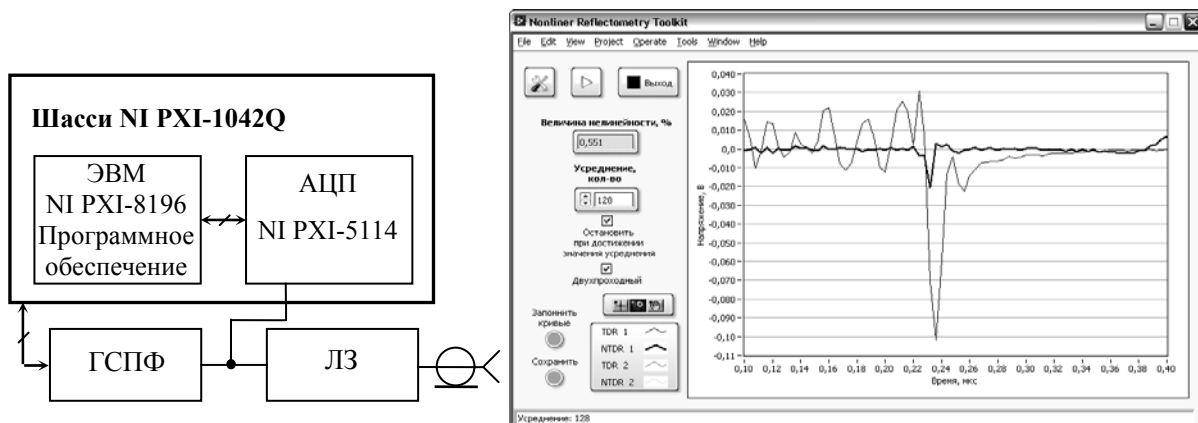 Шасси NI PXI-1042Q
ЭВМ
NI PXI-8196
Программное
обеспечение
АЦП
NI PXI-5114
ГСПФ
ЛЗ
Nonliner Reflectometry Toolkit
File Edit View Project Operate Tools Window Help
Выход
Величина нелинейности, %
0,551
Усреднение,
кол-во
128
Остановить
при достижении
значения усреднения
Двухпроходный
Запомнить
кривые
Сохранить
TDR 1
NTDR 1
TDR 2
NTDR 2
Напряжение, В
0,040
0,030
0,020
0,010
0,0
-0,010
-0,020
-0,030
-0,040
-0,050
-0,060
-0,070
-0,080
-0,090
-0,10
-0,11
0,10 0,12 0,14 0,16 0,18 0,20 0,22 0,24 0,26 0,28 0,30 0,32 0,34 0,36 0,38 0,40
Время, мкс
Усреднение: 128